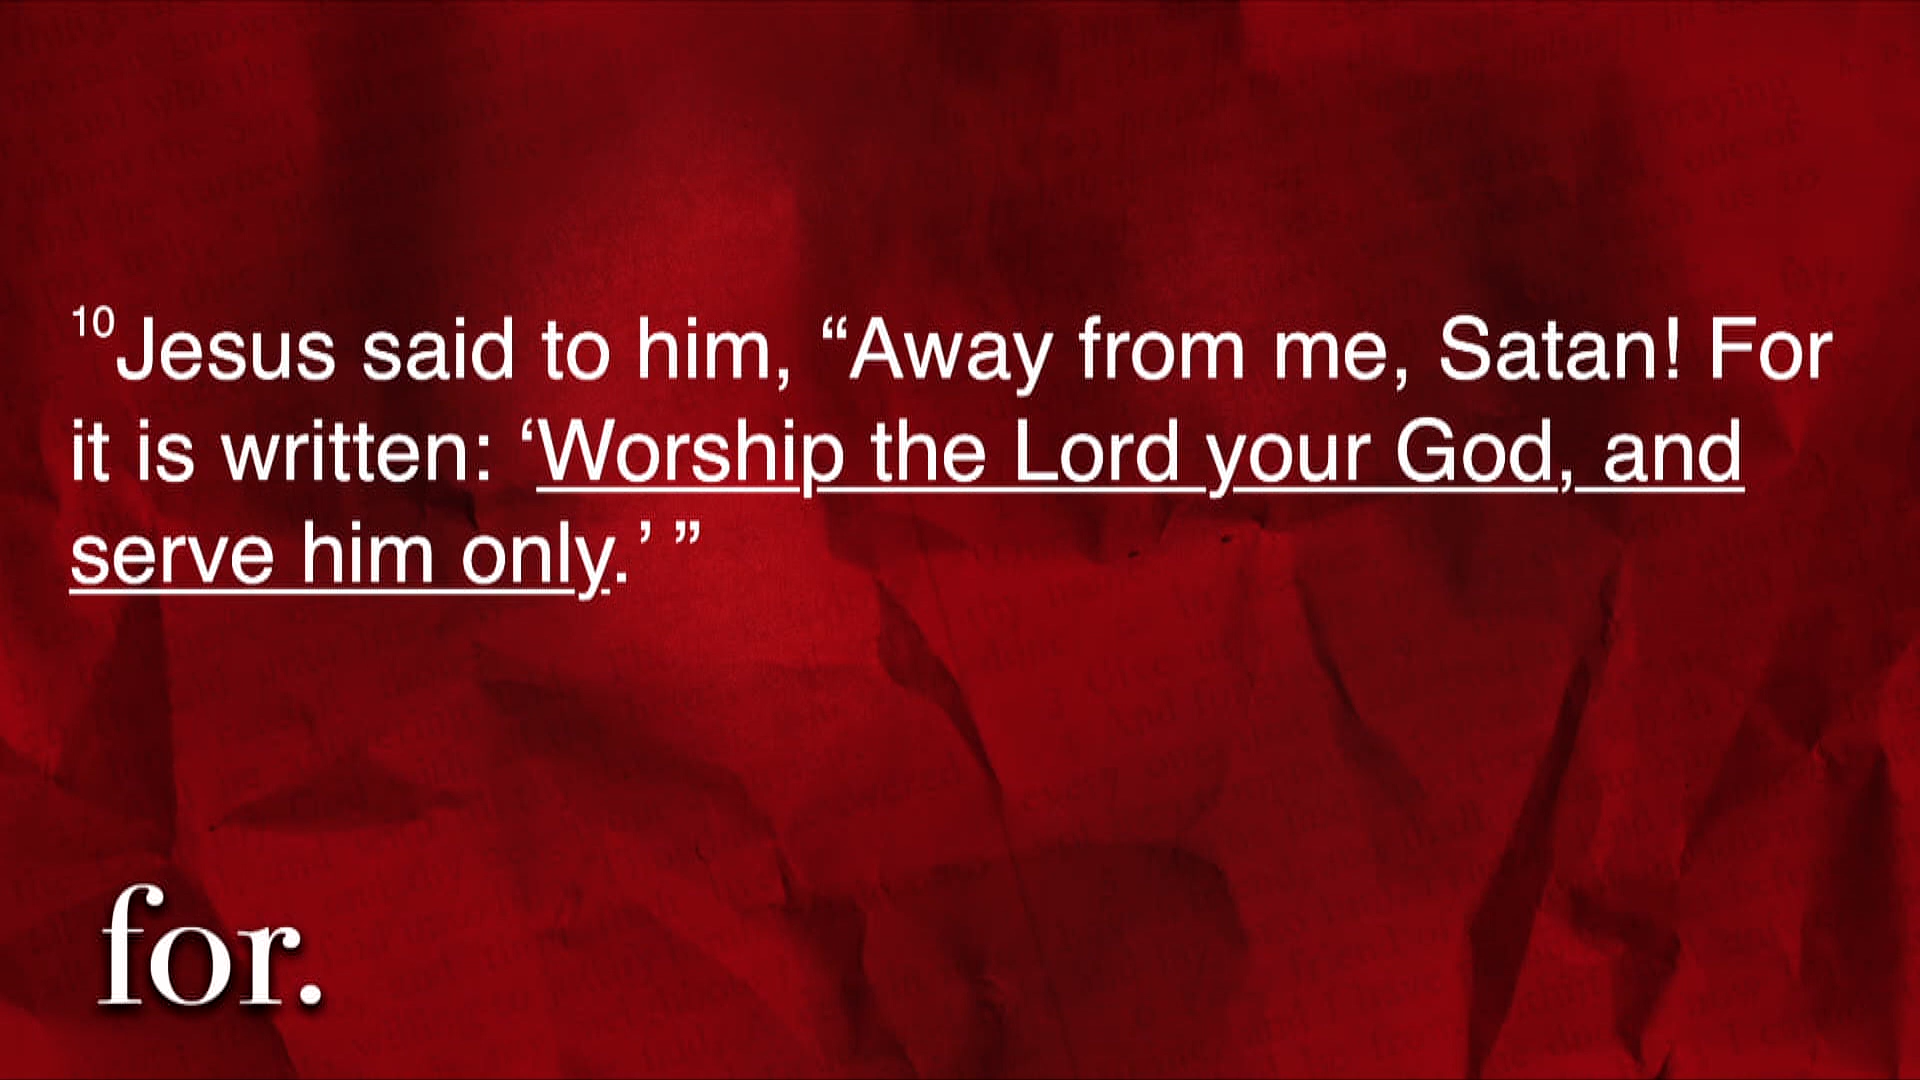 ¹⁰Jesus said to him, “Away from me, Satan! For
it is written: ‘Worship the Lord your God, and
serve him only.’ ”
for.